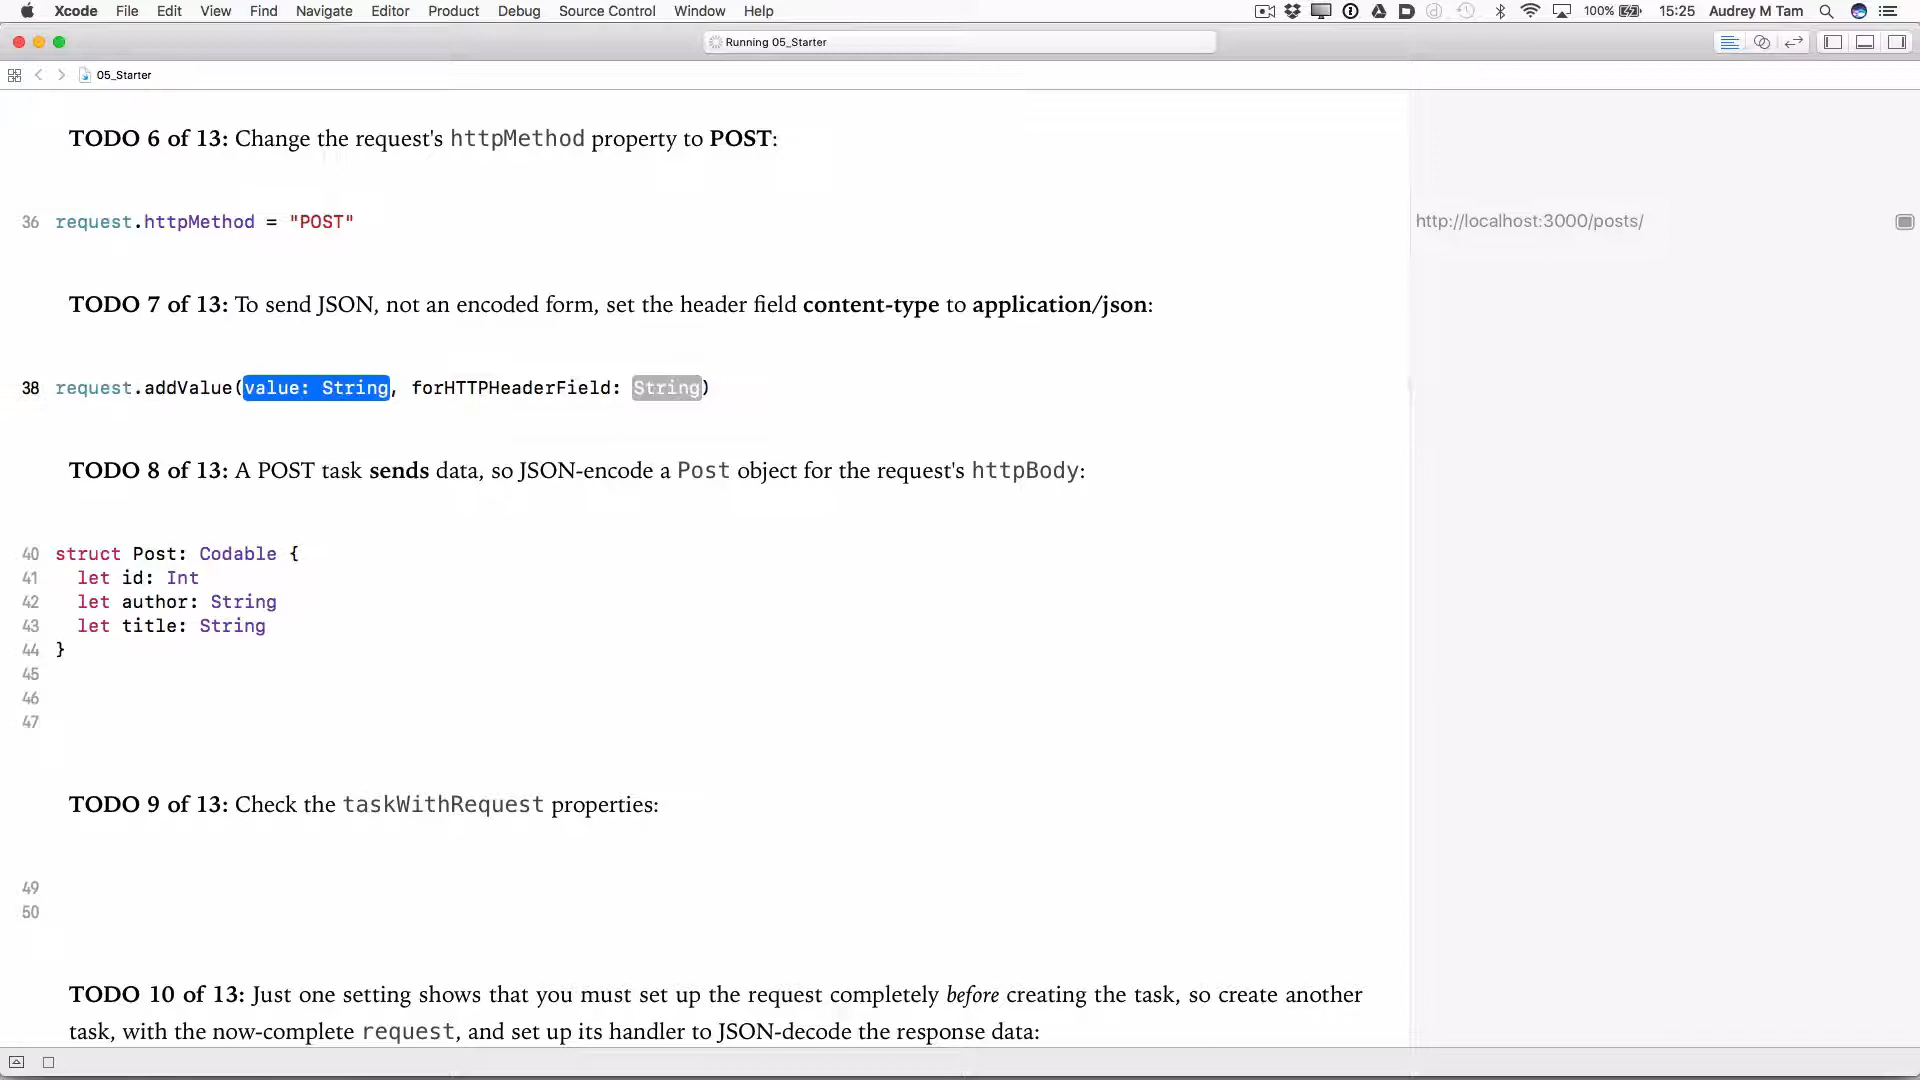 Xcode File Edit View Find Navigate Editor Product Debug Source Control Window Help 100% 15:25 Audrey M Tam
Running 05_Starter
05_Starter
TODO 6 of 13: Change the request's httpMethod property to POST:
36 request.httpMethod = "POST" http://localhost:3000/posts/
TODO 7 of 13: To send JSON, not an encoded form, set the header field content-type to application/json:
38 request.addValue(value: String, forHTTPHeaderField: String)
TODO 8 of 13: A POST task sends data, so JSON-encode a Post object for the request's httpBody:
40 struct Post: Codable {
41 let id: Int
42 let author: String
43 let title: String
44 }
45
46
47
TODO 9 of 13: Check the taskWithRequest properties:
49
50
TODO 10 of 13: Just one setting shows that you must set up the request completely before creating the task, so create another
task, with the now-complete request, and set up its handler to JSON-decode the response data: